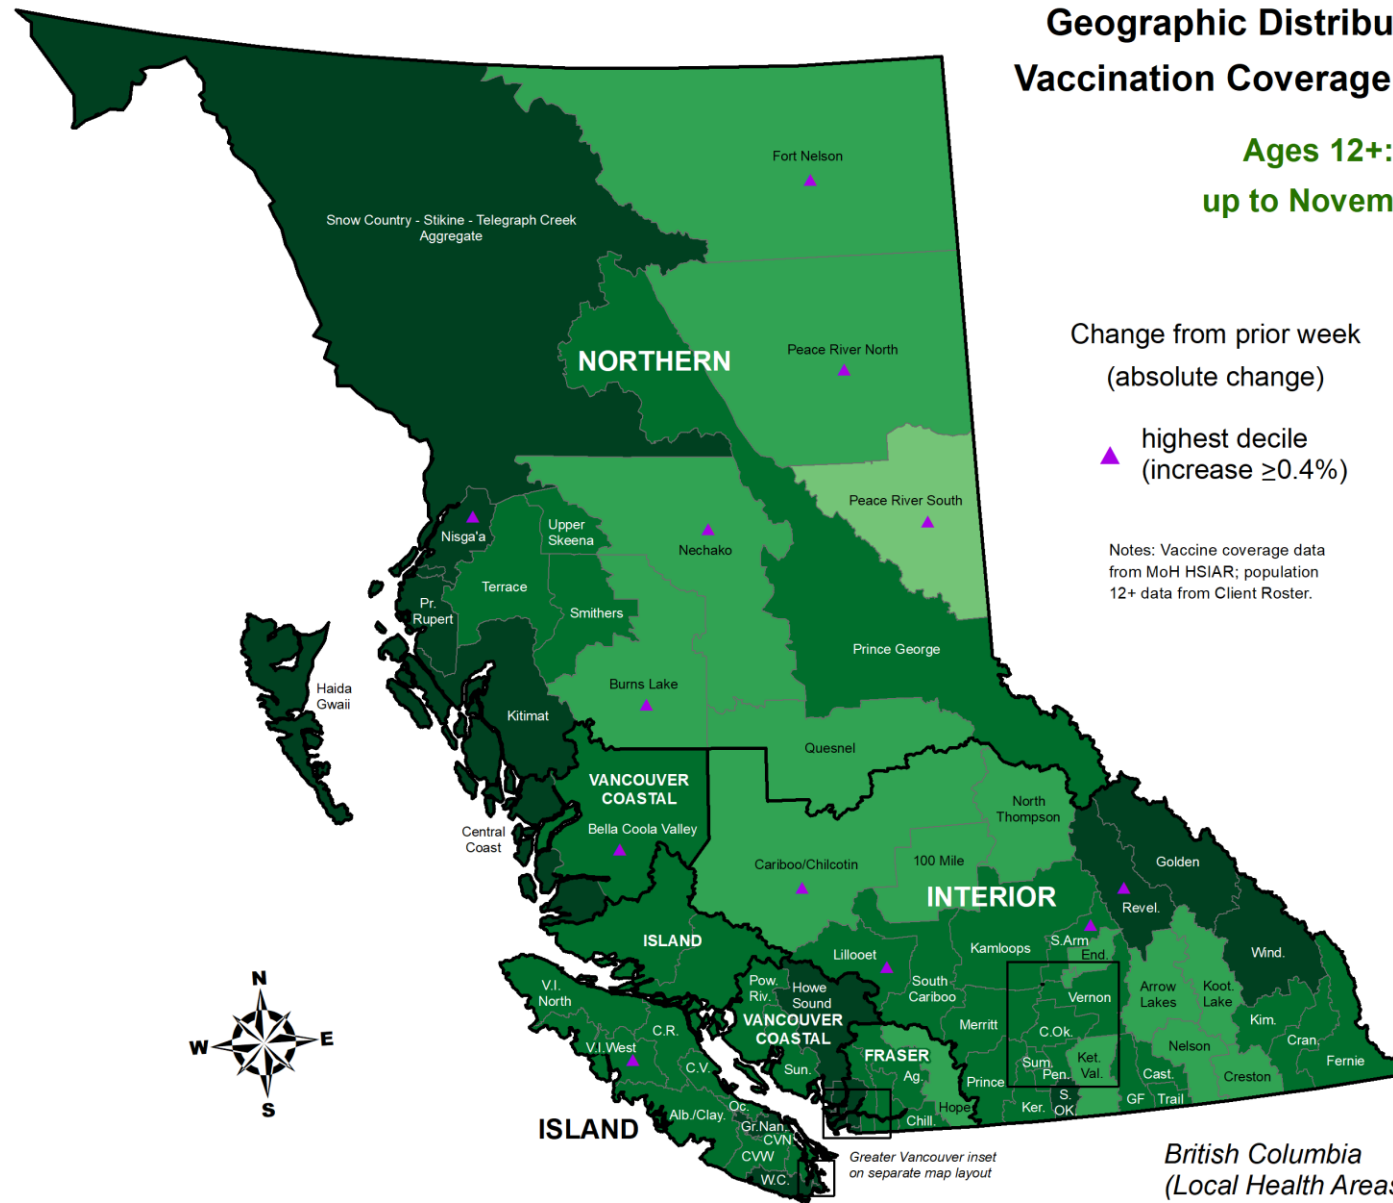 Geographic Distribu
Vaccination Coverage
Ages 12+:
up to Novem
Change from prior week
(absolute change)
highest decile
(increase ≥0.4%)
Notes: Vaccine coverage data
from MoH HSIAR; population
12+ data from Client Roster.
Fort Nelson
Snow Country - Stikine - Telegraph Creek
Aggregate
NORTHERN
Peace River North
Peace River South
Nisga'a
Upper
Skeena
Nechako
Terrace
Pr.
Rupert
Smithers
Prince George
Haida
Gwaii
Burns Lake
Kitimat
Quesnel
VANCOUVER
COASTAL
Bella Coola Valley
Central
Coast
North
Thompson
Cariboo/Chilcotin
100 Mile
Golden
INTERIOR
Revel.
ISLAND
Lillooet
Kamloops
S.Arm
End.
Wind.
V.I.
North
Pow.
Riv.
Howe
Sound
South
Cariboo
Vernon
Arrow
Lakes
Koot.
Lake
VANCOUVER
COASTAL
C.R.
Merritt
C.Ok.
Kim.
Cran.
Fernie
V.I.West
C.V.
Sun.
FRASER
Ag.
Prince
Sum.
Pen.
Ket.
Val.
Nelson
Cast.
Creston
Hope
Chill.
Ker.
S.
OK
GF
Trail
Alb./Clay.
Oc.
Gr.Nan.
CVN
CVW
W.C.
ISLAND
N
W
E
S
Greater Vancouver inset
on separate map layout
British Columbia
(Local Health Areas